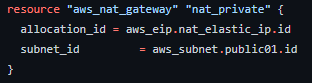 resource "aws_nat_gateway" "nat_private" {
  allocation_id = aws_eip.nat_elastic_ip.id
  subnet_id     = aws_subnet.public01.id
}